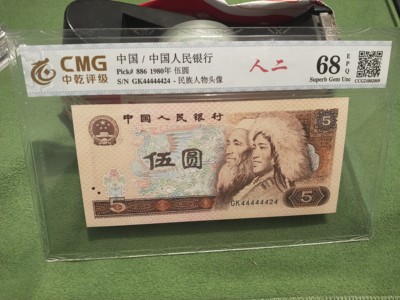 CMG
中乾评级
中国 / 中国人民银行
Pick# 886 1980年 伍圆
S/N GK44444424 - 民族人物头像
人二
68
EPQ
Superb Gem Unc
中国人民银行
5
伍圆
5
5
GK44444424